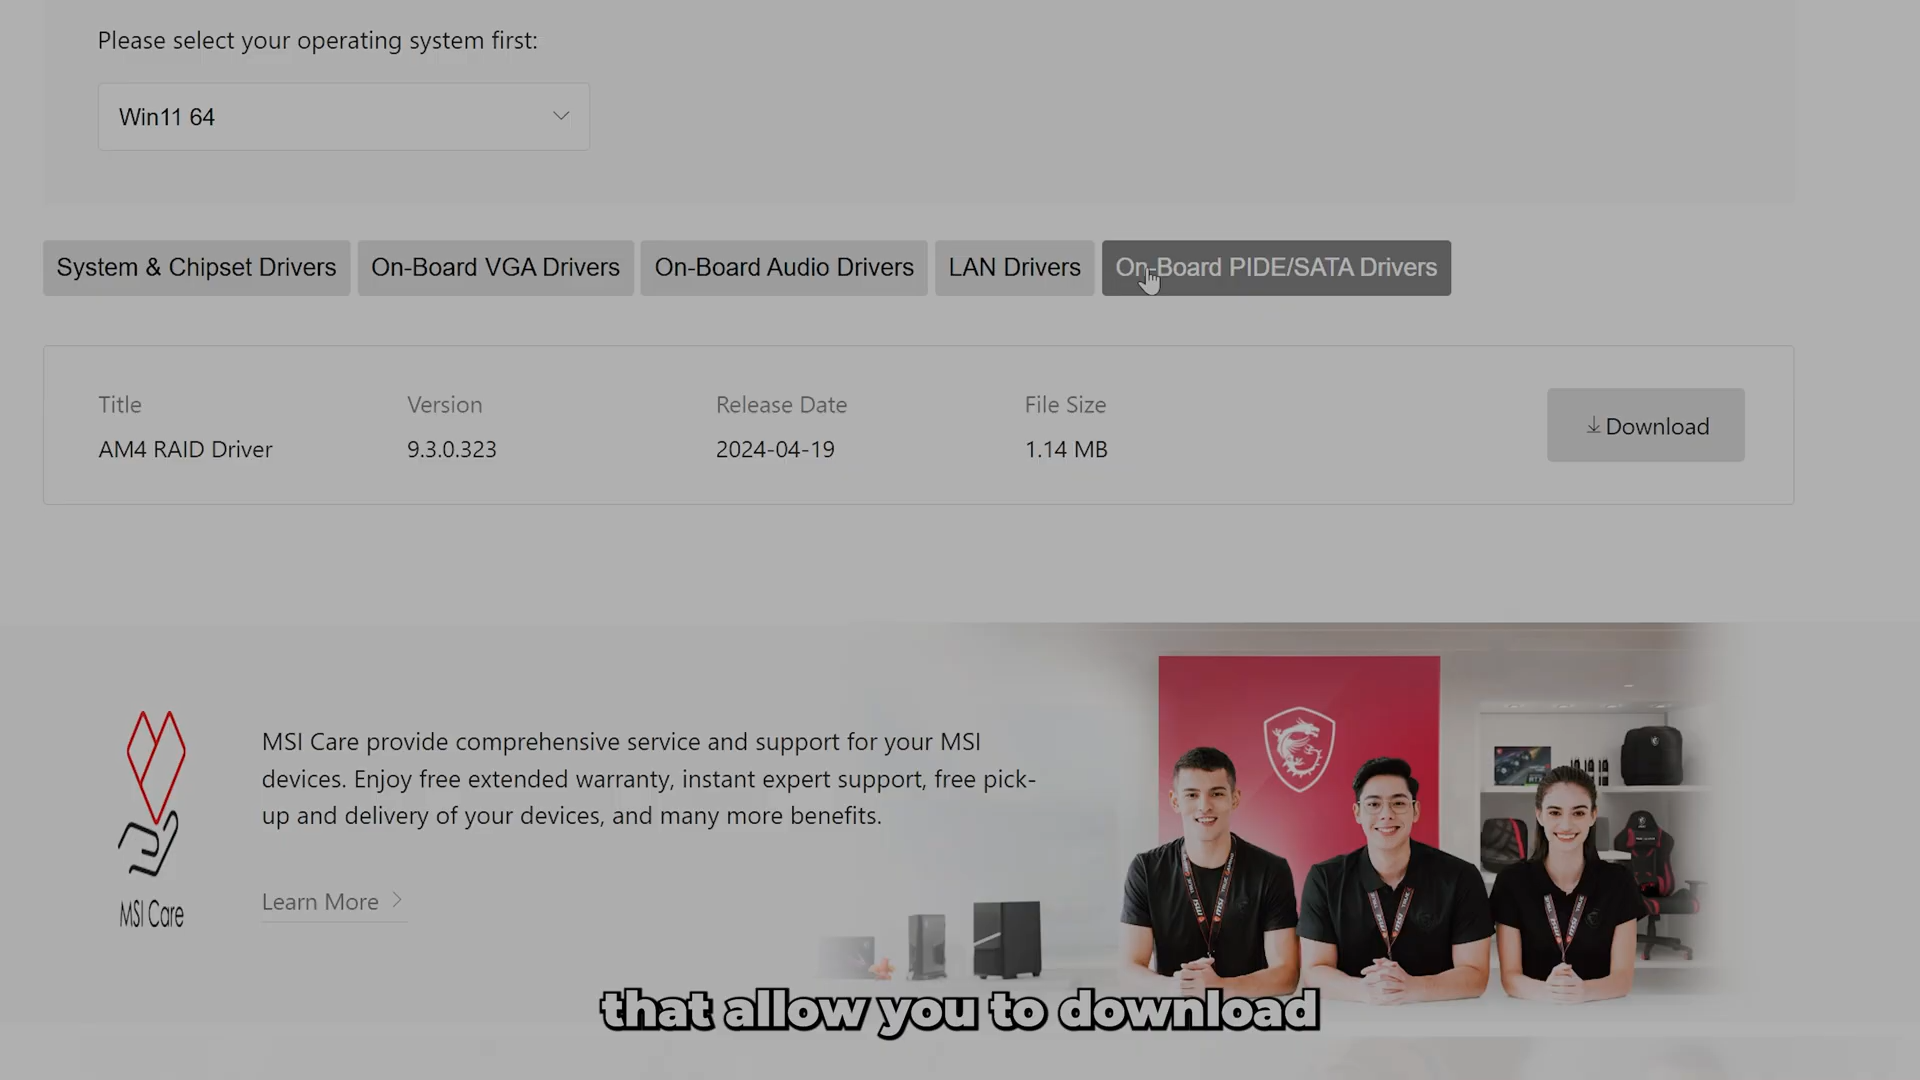 Please select your operating system first:
Win11 64
System & Chipset Drivers
On-Board VGA Drivers
On-Board Audio Drivers
LAN Drivers
On-Board PIDE/SATA Drivers
Title
Version
Release Date
File Size
Download
AM4 RAID Driver
9.3.0.323
2024-04-19
1.14 MB
MSI Care provide comprehensive service and support for your MSI
devices. Enjoy free extended warranty, instant expert support, free pick-
up and delivery of your devices, and many more benefits.
MSI Care
Learn More
that allow you to download